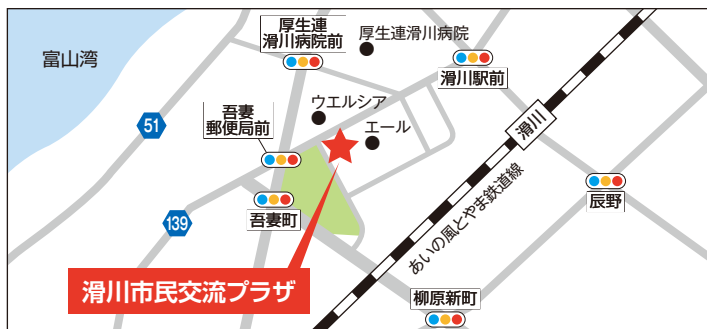 厚生連
滑川病院前
厚生連滑川病院
富山湾
滑川駅前
ウエルシア
51
吾妻
郵便局前
エール
滑川
139
吾妻町
辰野
あいの風とやま鉄道線
滑川市民交流プラザ
柳原新町